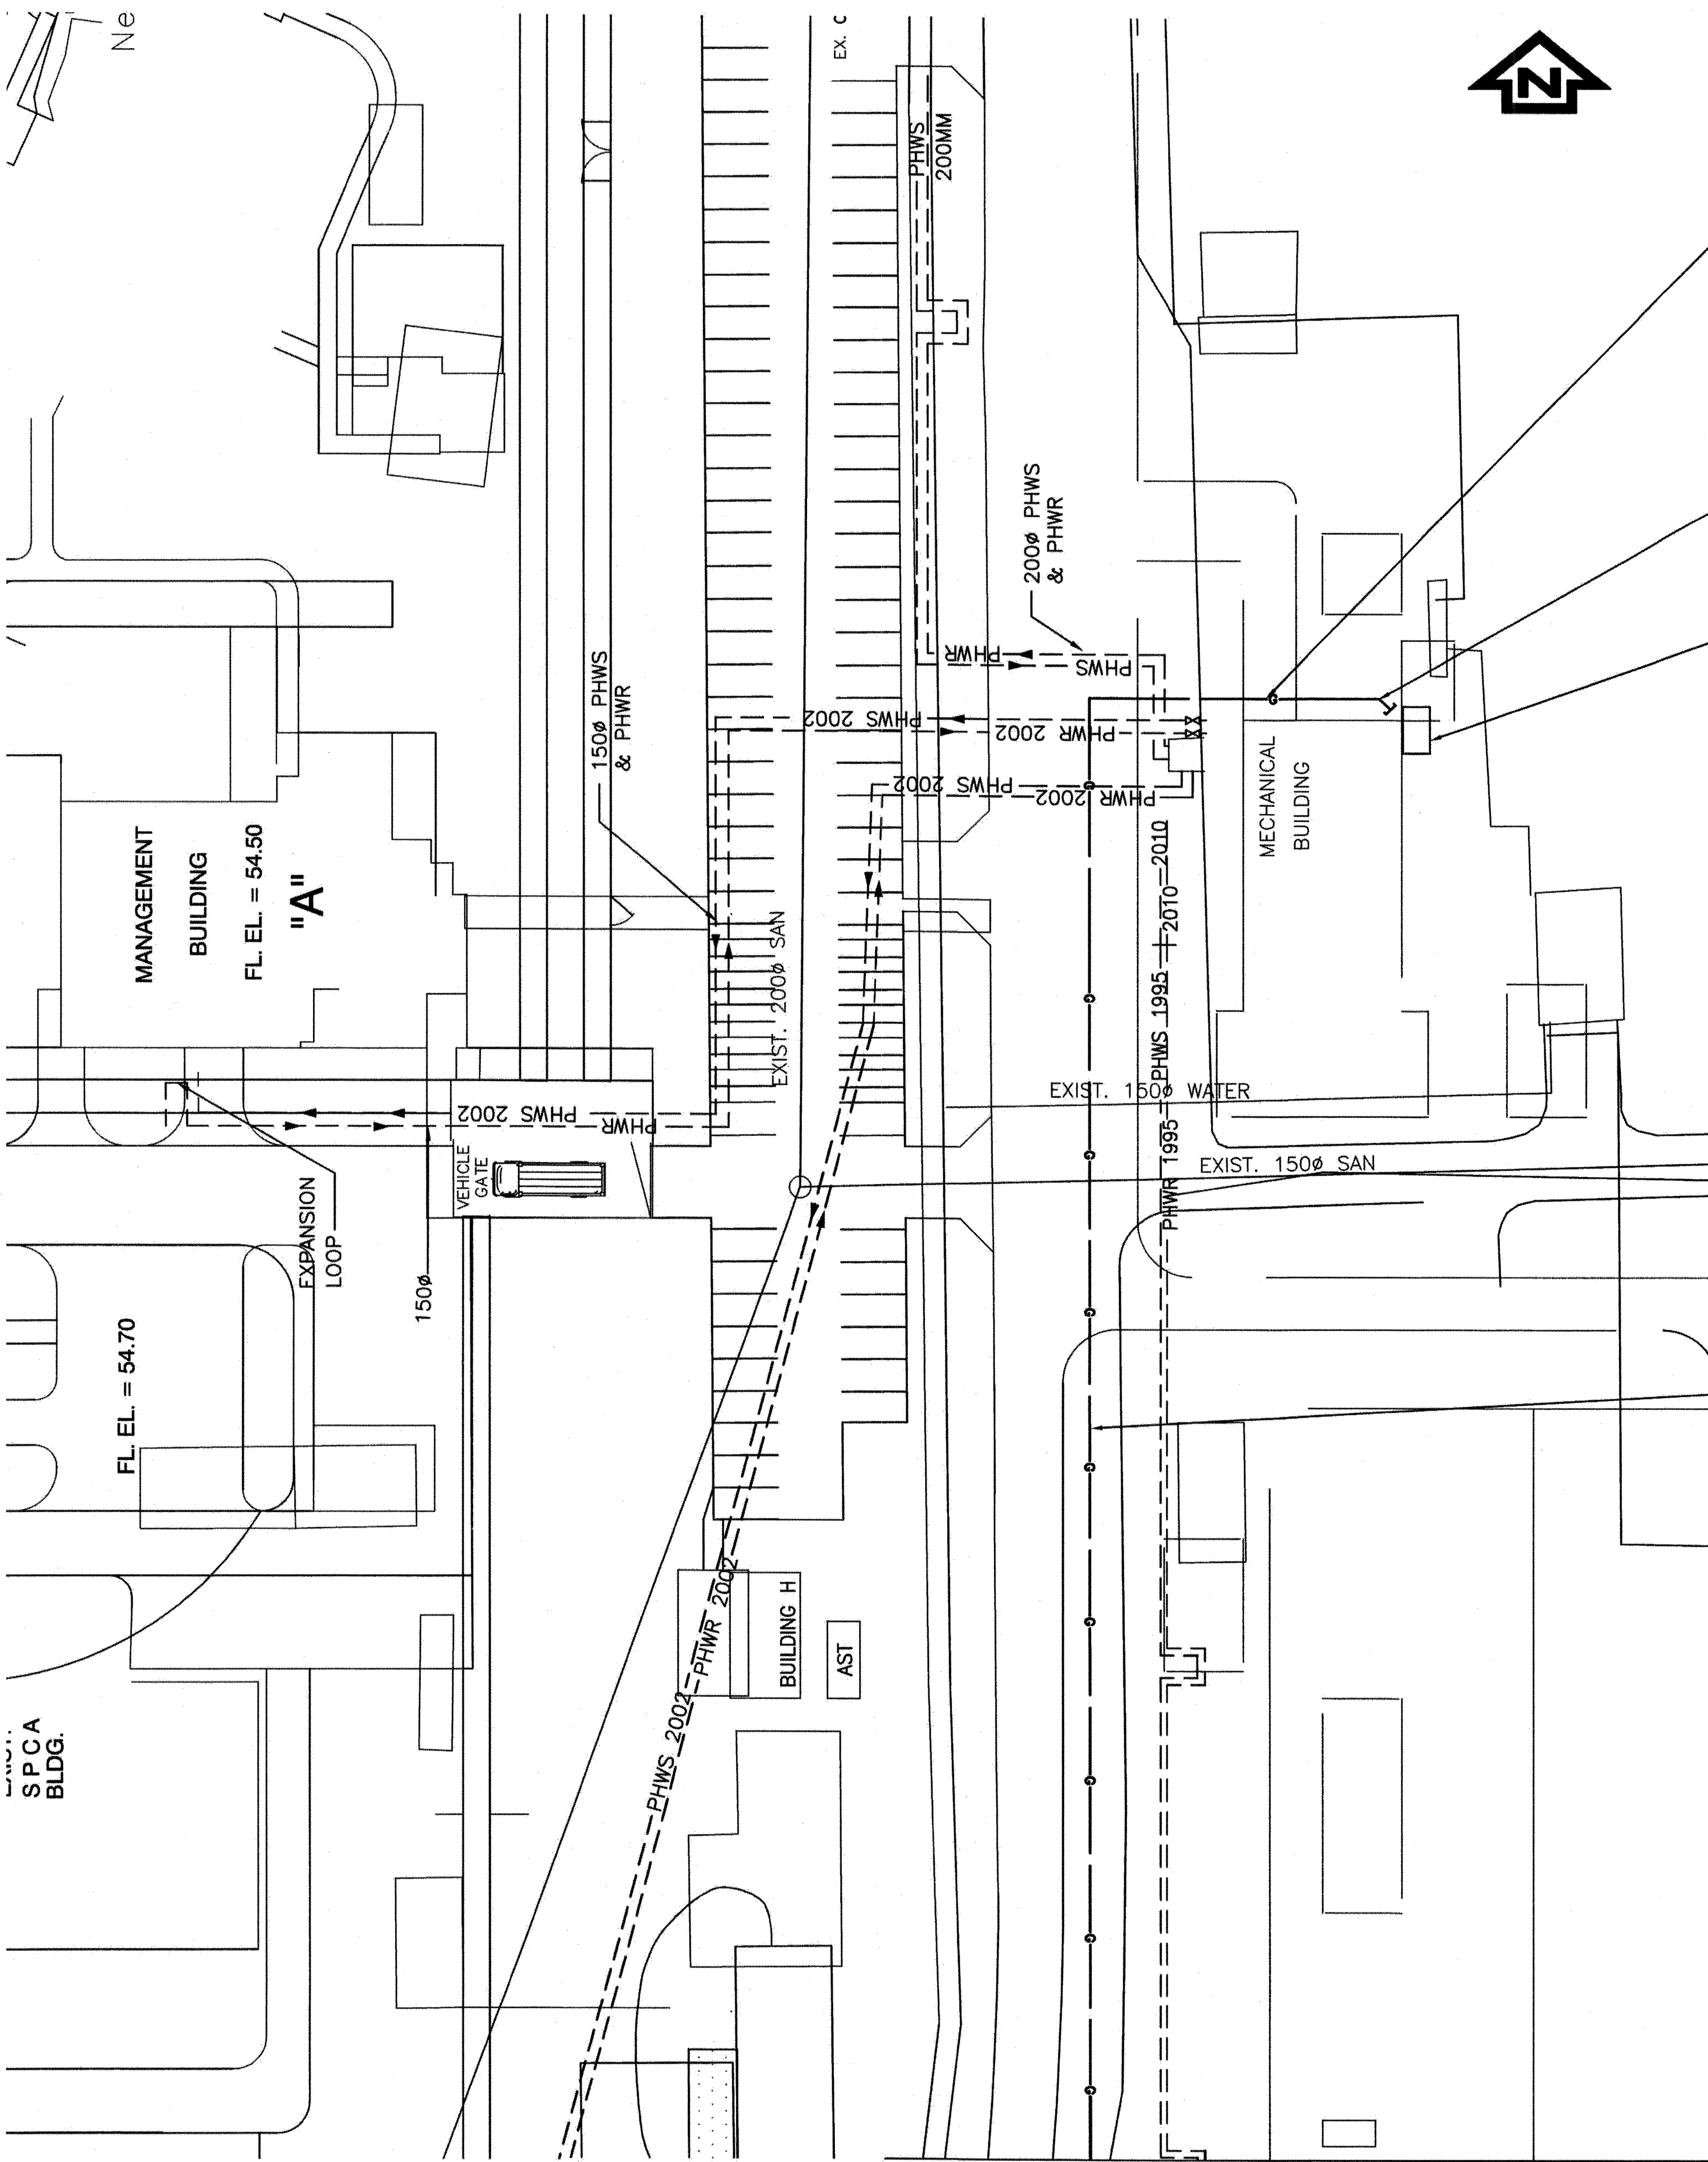 Ne
EX. C
N
PHWS
200MM
200ø PHWS
& PHWR
150ø PHWS
& PHWR
PHWR
PHWS
PHWS 2002
PHWR 2002
PHWS 2002
PHWR 2002
MECHANICAL
BUILDING
MANAGEMENT
BUILDING
FL. EL. = 54.50
"A"
EXIST. 200ø SAN
PHWS 1995
2010
2010
PHWR 1995
EXIST. 150ø WATER
EXIST. 150ø SAN
PHWS 2002
PHWR
VEHICLE
GATE
EXPANSION
LOOP
150ø
FL. EL. = 54.70
G
G
G
G
G
G
G
G
G
G
PHWR 2002
PHWS 2002
BUILDING H
AST
S P C A
BLDG.